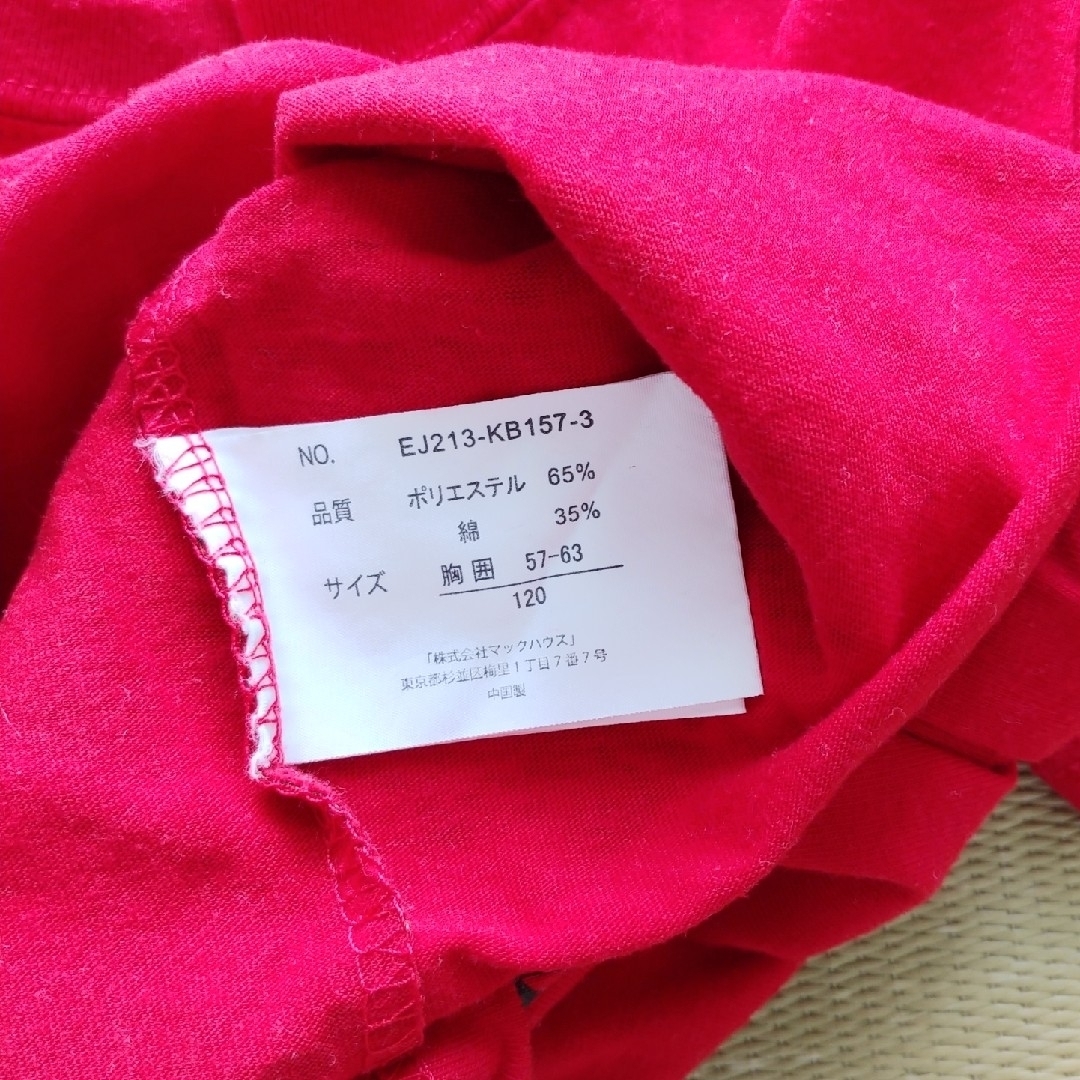 NO. EJ213-KB157-3
品質 ポリエステル 65%
綿 35%
サイズ 胸囲 57-63
120
「株式会社マックハウス」
東京都杉並区梅里1丁目7番7号
中国製